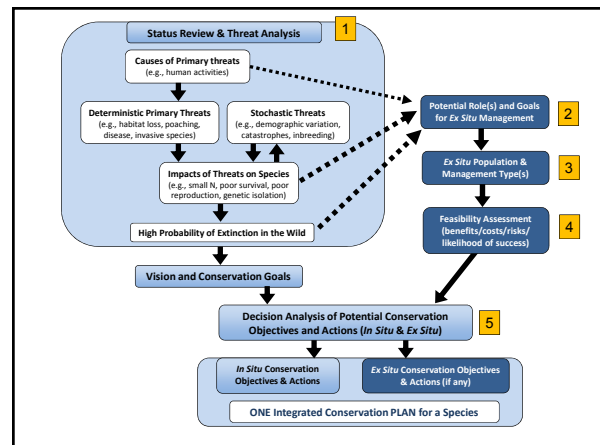 Status Review & Threat Analysis
1
Causes of Primary threats
(e.g., human activities)
Deterministic Primary Threats
(e.g., habitat loss, poaching,
disease, invasive species)
Stochastic Threats
(e.g., demographic variation,
catastrophes, inbreeding)
Impacts of Threats on Species
(e.g., small N, poor survival, poor
reproduction, genetic isolation)
High Probability of Extinction in the Wild
Potential Role(s) and Goals
for Ex Situ Management
2
Ex Situ Population &
Management Type(s)
3
Feasibility Assessment
(benefits/costs/risks/
likelihood of success)
4
Vision and Conservation Goals
Decision Analysis of Potential Conservation
Objectives and Actions (In Situ & Ex Situ)
5
In Situ Conservation
Objectives & Actions
Ex Situ Conservation Objectives
& Actions (if any)
ONE Integrated Conservation PLAN for a Species